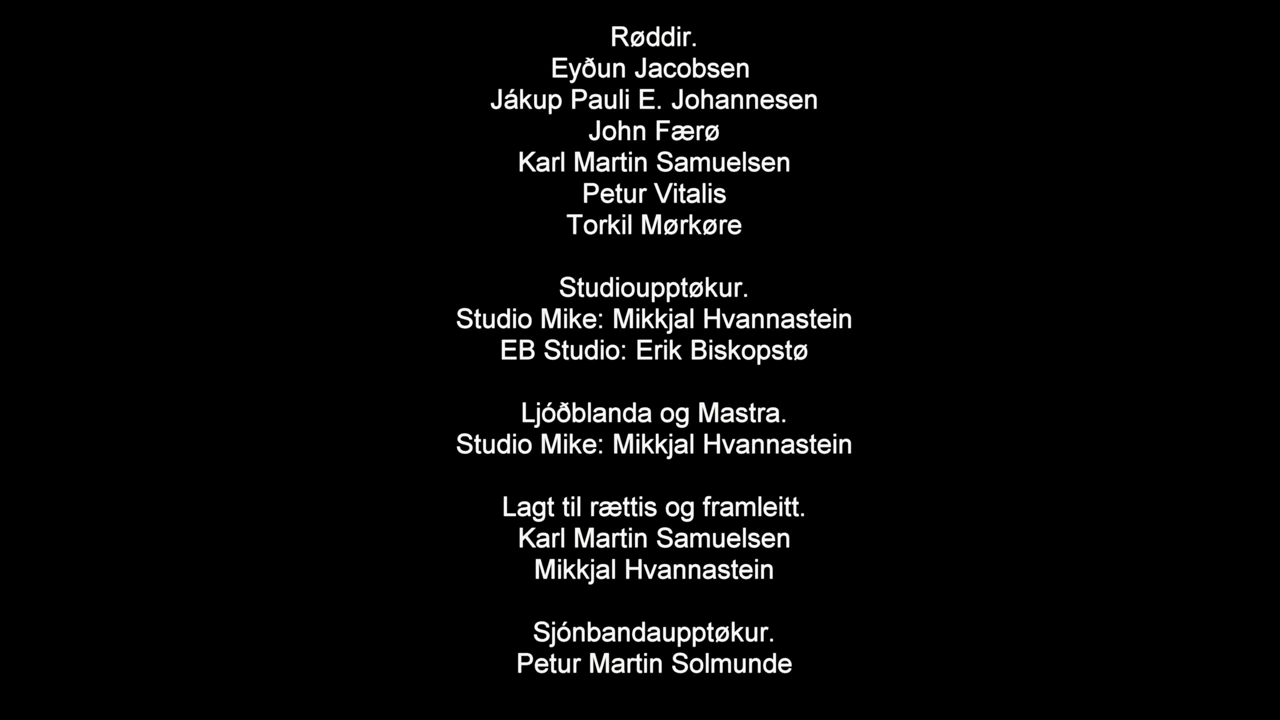 Røddir.
Eyðun Jacobsen
Jákup Pauli E. Johannesen
John Færø
Karl Martin Samuelsen
Petur Vitalis
Torkil Mørkøre
Studioupptøkur.
Studio Mike: Mikkjal Hvannastein
EB Studio: Erik Biskopstø
Ljóðblanda og Mastra.
Studio Mike: Mikkjal Hvannastein
Lagt til rættis og framleitt.
Karl Martin Samuelsen
Mikkjal Hvannastein
Sjónbandaupptøkur.
Petur Martin Solmunde